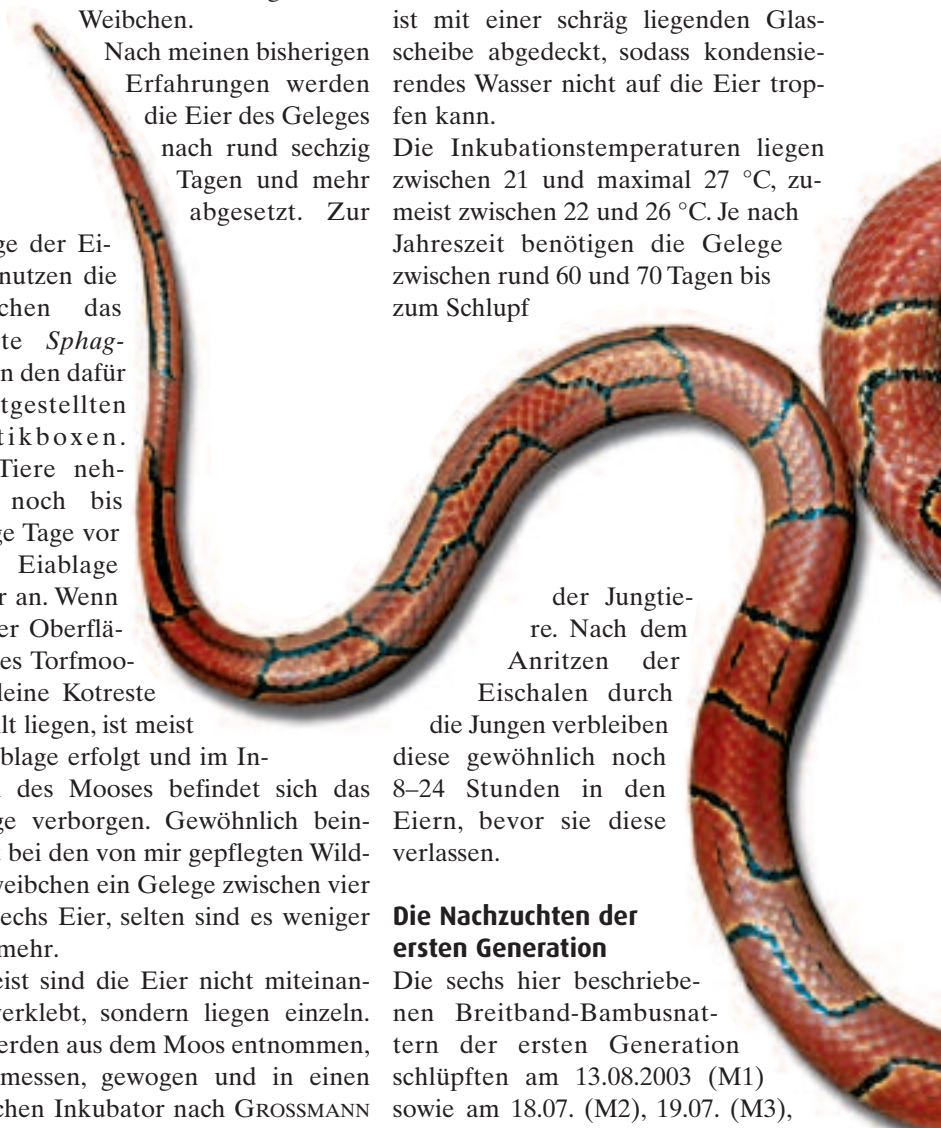 Weibchen.
Nach meinen bisherigen
Erfahrungen werden
die Eier des Geleges
nach rund sechzig
Tagen und mehr
abgesetzt. Zur
der Ei-
nutzen die
das
Sphag-
den dafür
Tiere neh-
noch bis
Tage vor
Eiablage
an. Wenn
Oberflä-
Torfmoo-
Kotreste
liegen, ist meist
erfolgt und im In-
des Mooses befindet sich das
verborgen. Gewöhnlich bein-
bei den von mir gepflegten Wild-
ein Gelege zwischen vier
Eier, selten sind es weniger
mehr.
sind die Eier nicht miteinan-
sondern liegen einzeln.
aus dem Moos entnommen,
gewogen und in einen
Inkubator nach GROSSMANN
ist mit einer schräg liegenden Glas-
scheibe abgedeckt, sodass kondensie-
rendes Wasser nicht auf die Eier trop-
fen kann.
Die Inkubationstemperaturen liegen
zwischen 21 und maximal 27 °C, zu-
meist zwischen 22 und 26 °C. Je nach
Jahreszeit benötigen die Gelege
zwischen rund 60 und 70 Tagen bis
zum Schlupf
der Jungtie-
re. Nach dem
Anritzen der
Eischalen durch
die Jungen verbleiben
diese gewöhnlich noch
8–24 Stunden in den
Eiern, bevor sie diese
verlassen.
Die Nachzuchten der
ersten Generation
Die sechs hier beschriebe-
nen Breitband-Bambusnat-
tern der ersten Generation
schlüpften am 13.08.2003 (M1)
sowie am 18.07. (M2), 19.07. (M3),